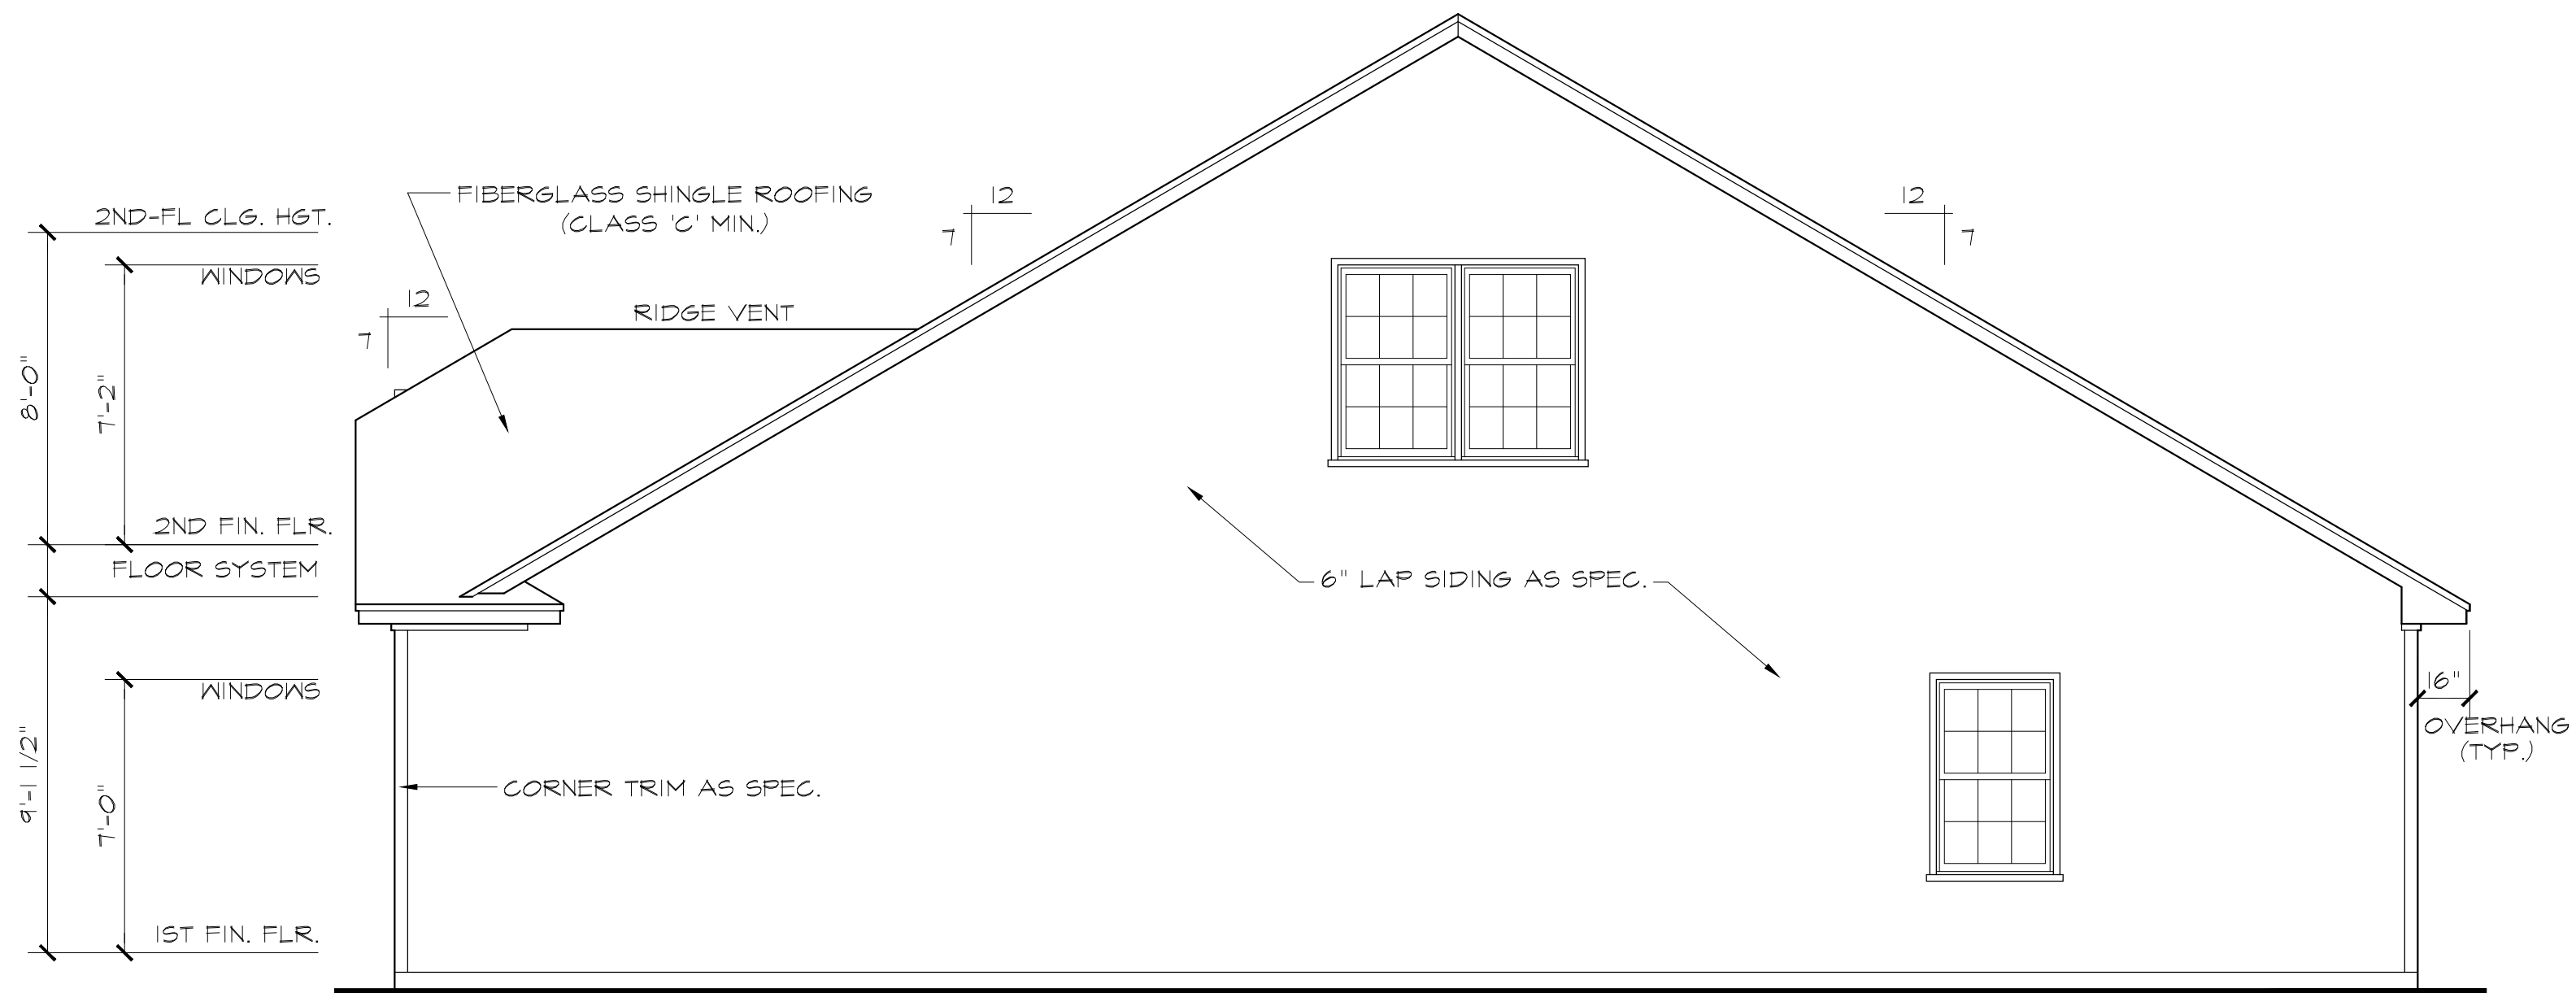 FIBERGLASS SHINGLE ROOFING
(CLASS 'C' MIN.)
12
7
12
7
2ND-FL CLG. HGT.
WINDOWS
12
7
RIDGE VENT
8'-0"
7'-2"
2ND FIN. FLR.
FLOOR SYSTEM
6" LAP SIDING AS SPEC.
WINDOWS
16"
OVERHANG
(TYP.)
9'-1 1/2"
7'-0"
CORNER TRIM AS SPEC.
1ST FIN. FLR.